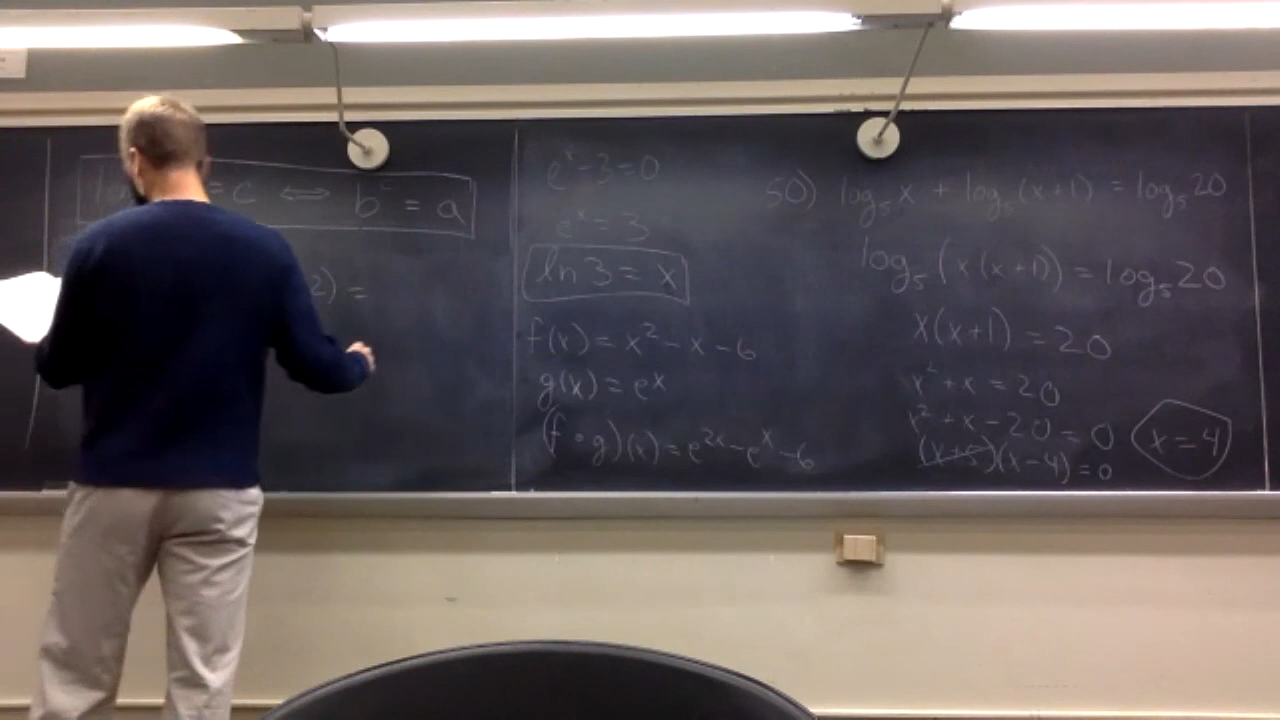 lo = c ⟺ b^c = a
2) =
e^x - 3 = 0
e^x = 3
ln 3 = x
f(x) = x² - x - 6
g(x) = e^x
(f ∘ g)(x) = e^{2x} - e^x - 6
50) log₅ x + log₅ (x+1) = log₅ 20
log₅ (x(x+1)) = log₅ 20
x(x+1) = 20
x² + x = 20
x² + x - 20 = 0
(x+5)(x-4) = 0
x = 4